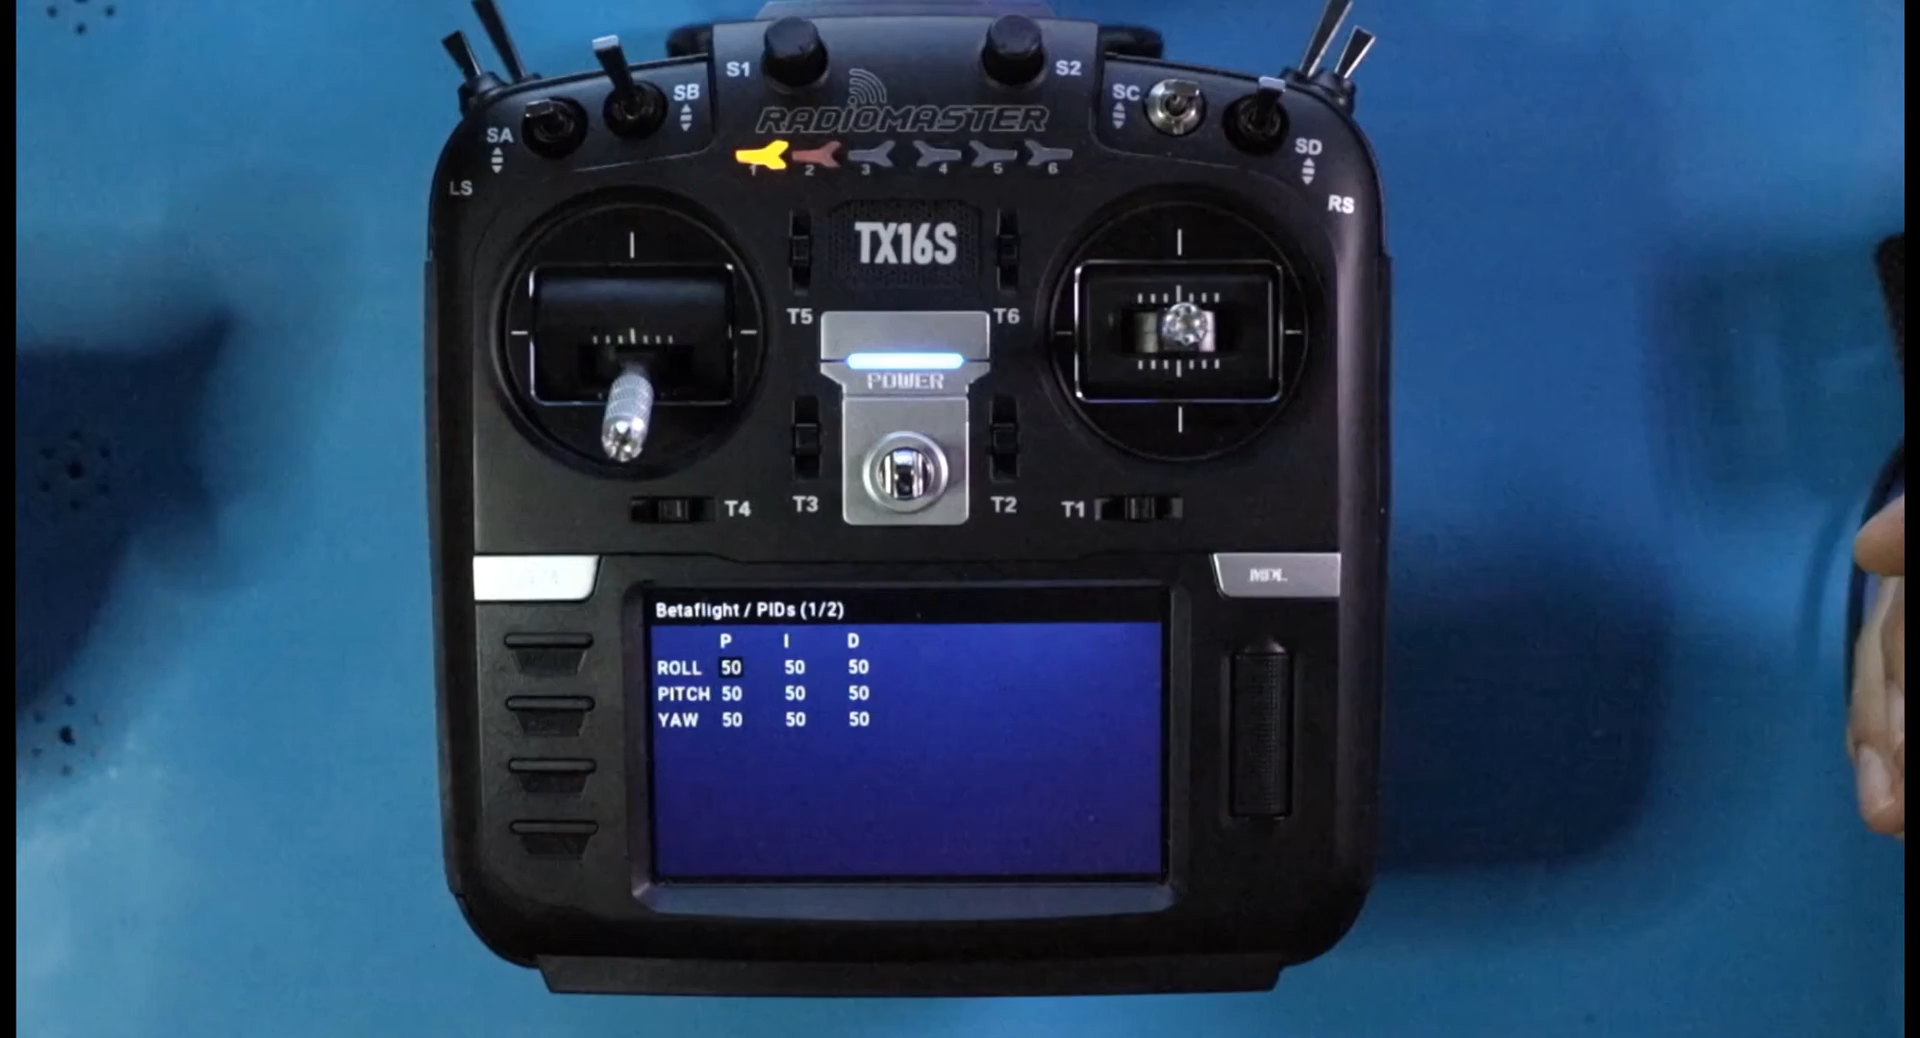 S1 S2
SB SC
RADIOMASTER
SA SD
1 2 3 4 5 6
LS RS
TX16S
T5 T6
POWER
T4 T3 T2 T1
MDL
Betaflight / PIDs (1/2)
P I D
ROLL 50 50 50
PITCH 50 50 50
YAW 50 50 50